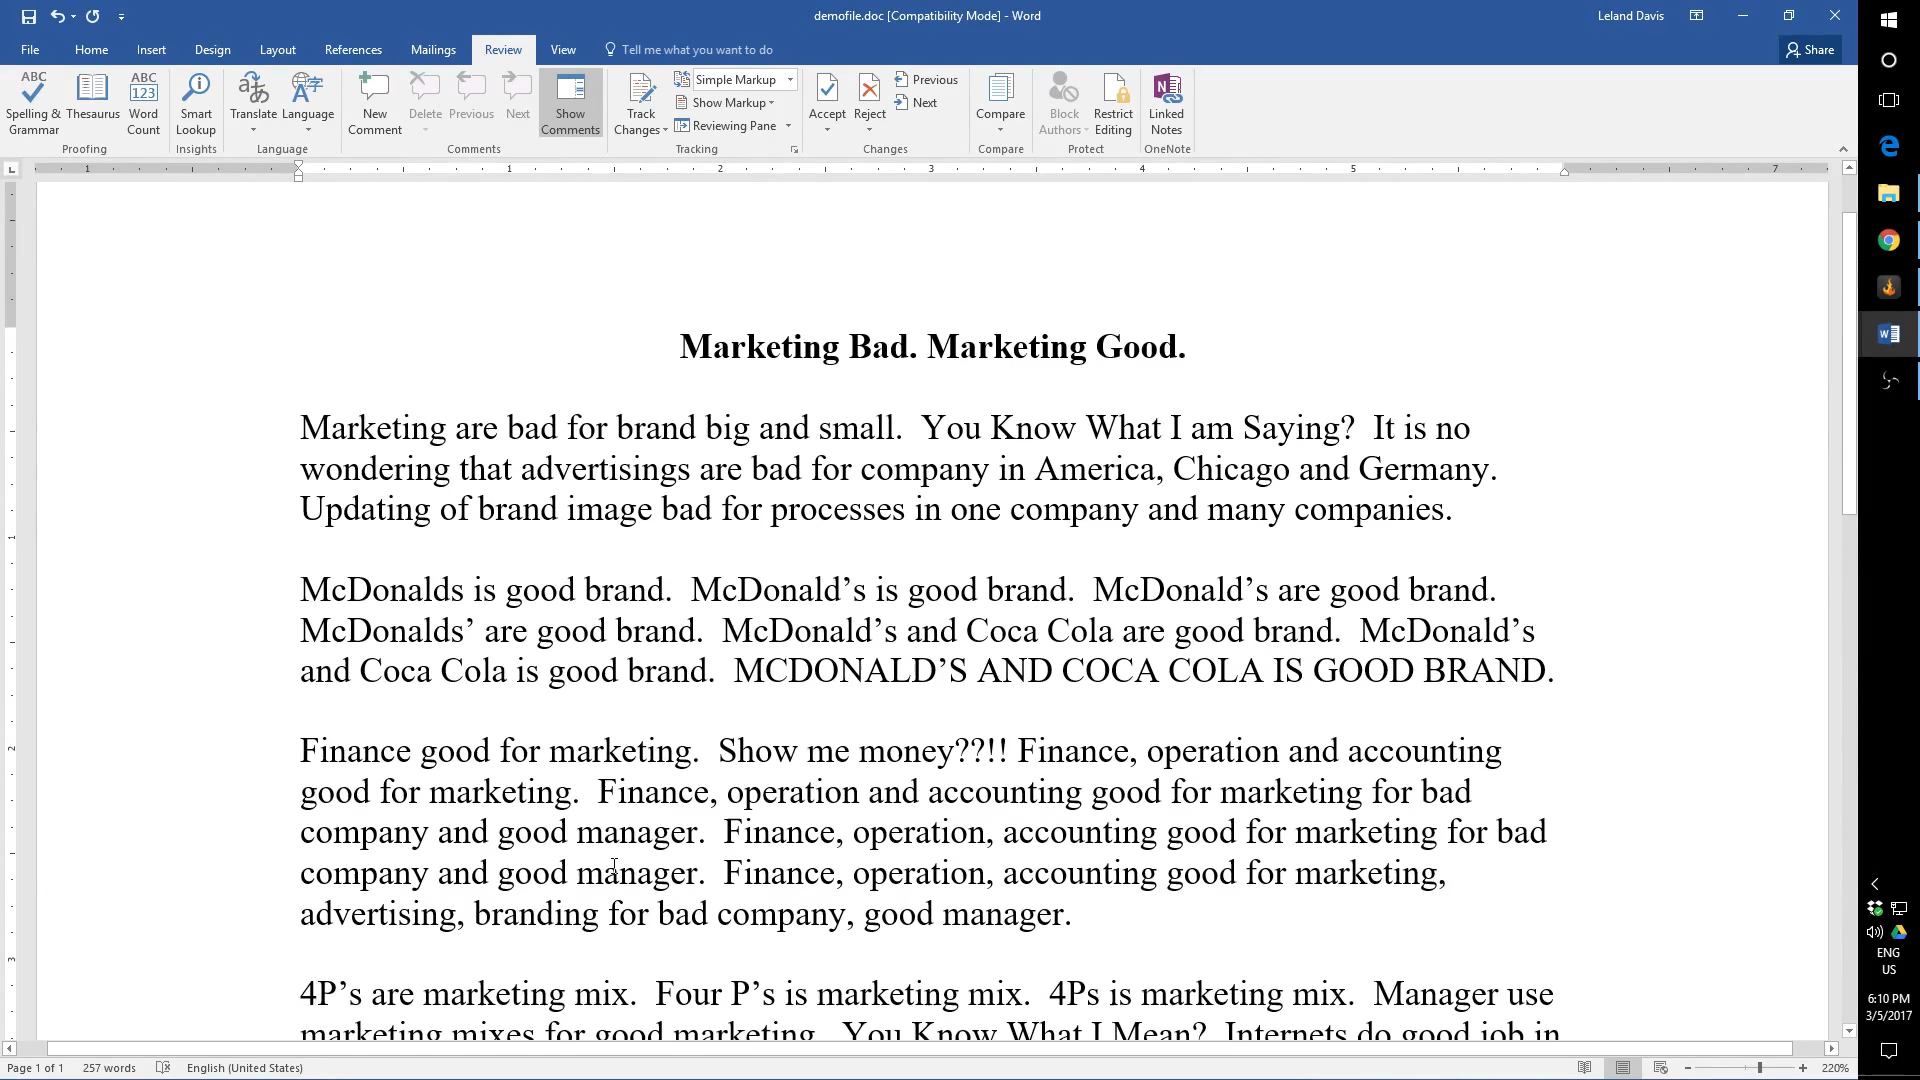 demofile.doc [Compatibility Mode] - Word
Leland Davis
File Home Insert Design Layout References Mailings Review View Tell me what you want to do Share
Spelling & Grammar
Thesaurus
ABC
123
Word Count
Smart Lookup
Translate
Language
New Comment
Delete
Previous
Next
Show Comments
Track Changes
Simple Markup
Show Markup
Reviewing Pane
Accept
Reject
Previous
Next
Compare
Block Authors
Restrict Editing
Linked Notes
Proofing Insights Language Comments Tracking Changes Compare Protect OneNote
1 1 2 3 4 5 7
Marketing Bad. Marketing Good.
Marketing are bad for brand big and small.  You Know What I am Saying?  It is no
wondering that advertisings are bad for company in America, Chicago and Germany.
Updating of brand image bad for processes in one company and many companies.
McDonalds is good brand.  McDonald’s is good brand.  McDonald’s are good brand.
McDonalds’ are good brand.  McDonald’s and Coca Cola are good brand.  McDonald’s
and Coca Cola is good brand.  MCDONALD’S AND COCA COLA IS GOOD BRAND.
Finance good for marketing.  Show me money??!! Finance, operation and accounting
good for marketing.  Finance, operation and accounting good for marketing for bad
company and good manager.  Finance, operation, accounting good for marketing for bad
company and good manager.  Finance, operation, accounting good for marketing,
advertising, branding for bad company, good manager.
4P’s are marketing mix.  Four P’s is marketing mix.  4Ps is marketing mix.  Manager use
marketing mixes for good marketing.  You Know What I Mean?  Internets do good job in
Page 1 of 1 257 words English (United States) 220%
ENG
US
6:10 PM
3/5/2017